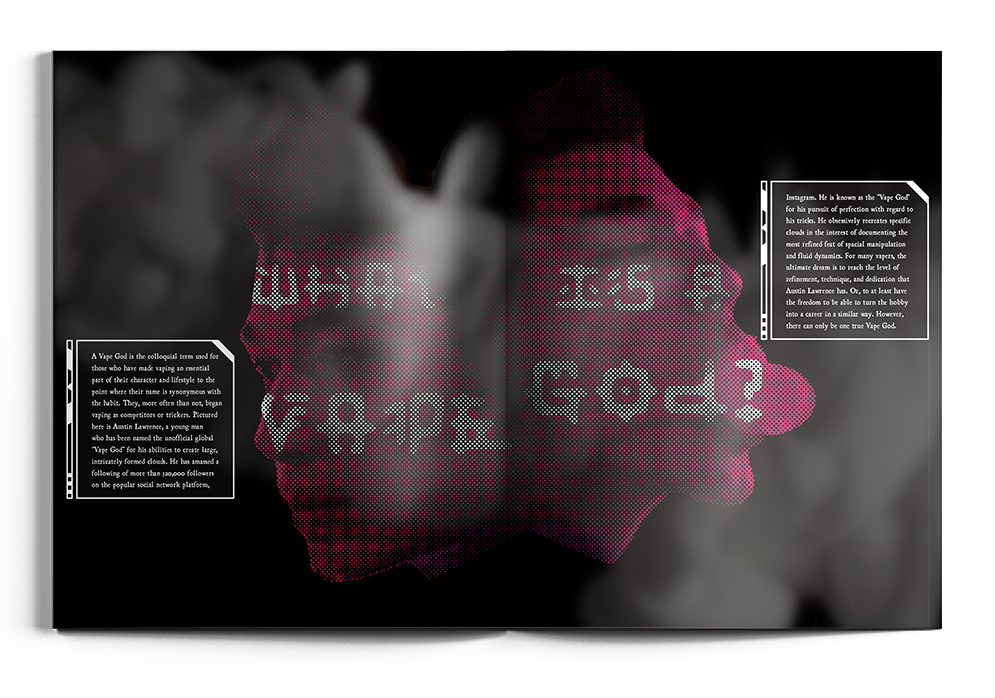 WHAT IS A
VAPE GOD?
A Vape God is the colloquial term used for
those who have made vaping an essential
part of their character and lifestyle to the
point where their name is synonymous with
the habit. They, more often than not, began
vaping as competitors or trickers. Pictured
here is Austin Lawrence, a young man
who has been named the unofficial global
"Vape God" for his abilities to create large,
intricately formed clouds. He has amassed a
following of more than 120,000 followers
on the popular social network platform,
Instagram. He is known as the "Vape God"
for his pursuit of perfection with regard to
his tricks. He obsessively recreates specific
clouds in the interest of documenting the
most refined feat of special manipulation
and fluid dynamics. For many vapers, the
ultimate dream is to reach the level of
refinement, technique, and dedication that
Austin Lawrence has. Or, to at least have
the freedom to be able to turn the hobby
into a career in a similar way. However,
there can only be one true Vape God.